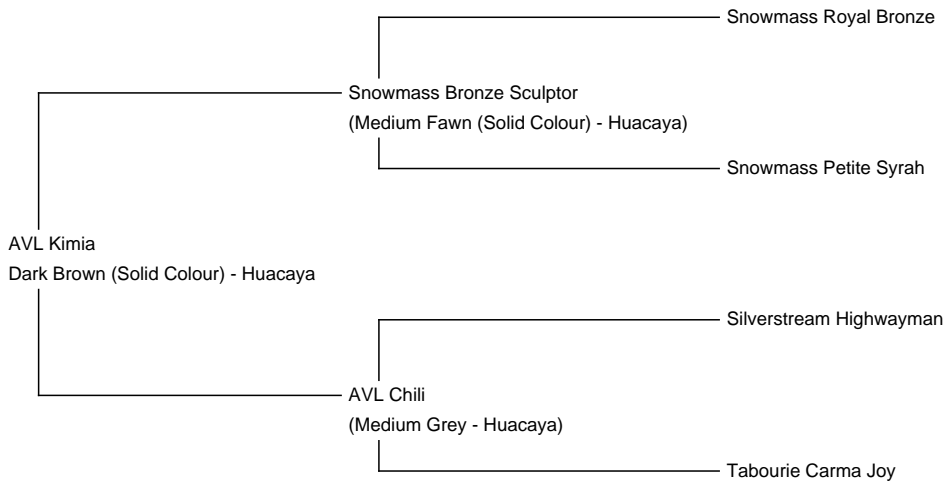 Snowmass Royal Bronze
Snowmass Bronze Sculptor
(Medium Fawn (Solid Colour) - Huacaya)
Snowmass Petite Syrah
AVL Kimia
Dark Brown (Solid Colour) - Huacaya
Silverstream Highwayman
AVL Chili
(Medium Grey - Huacaya)
Tabourie Carma Joy